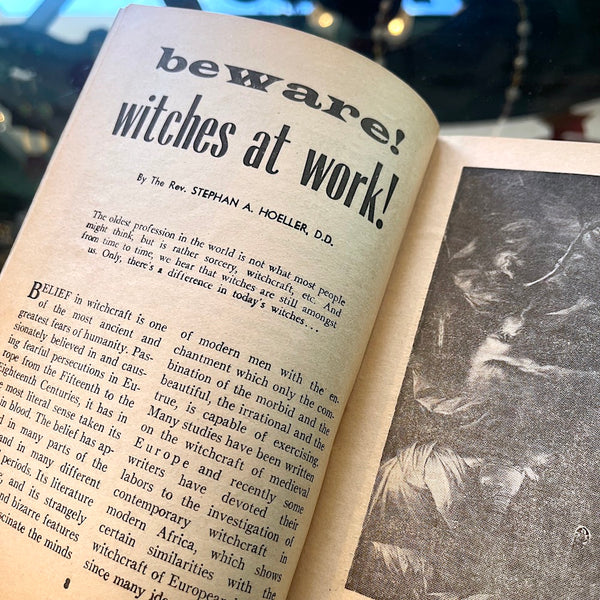 beware!
witches at work!
By The Rev. STEPHAN A. HOELLER, D.D.
The oldest profession in the world is not what most people
might think, but is rather sorcery, witchcraft, etc. And
from time to time, we hear that witches are still amongst
us. Only, there's a difference in today's witches . . .
BELIEF in witchcraft is one
of the most ancient and
greatest fears of humanity. Pas-
sionately believed in and caus-
ing fearful persecutions in Eu-
rope from the Fifteenth to the
Eighteenth Centuries, it has in
most literal sense taken its
in blood. The belief has ap-
in many parts of the
and in many different
periods. Its literature
and its strangely
and bizarre features
the minds
8
of modern men with the en-
chantment which only the com-
bination of the morbid and the
beautiful, the irrational and the
true, is capable of exercising.
Many studies have been written
on the witchcraft of medieval
Europe and recently some
writers have devoted their
labors to the investigation of
contemporary witchcraft in
modern Africa, which shows
certain similarities with the
witchcraft of European
since many